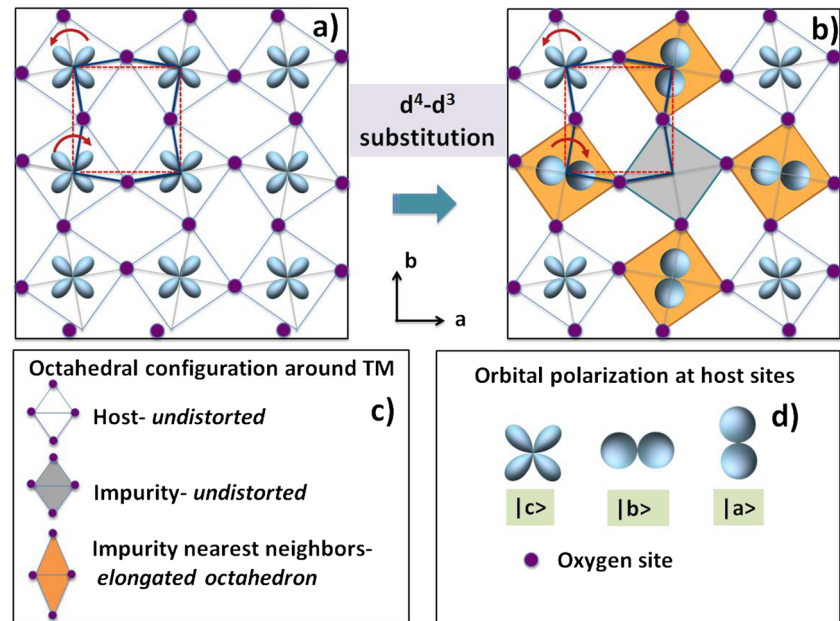 a)
b)
d⁴-d³
substitution
b
a
Octahedral configuration around TM
c)
Host- undistorted
Impurity- undistorted
Impurity nearest neighbors-
elongated octahedron
Orbital polarization at host sites
d)
|c> |b> |a>
Oxygen site